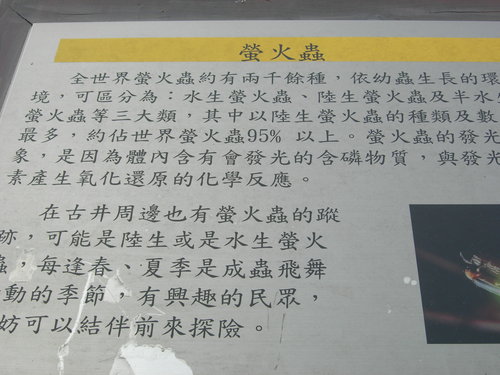 螢火蟲
全世界螢火蟲約有兩千餘種，依幼蟲生長的環
境，可區分為：水生螢火蟲、陸生螢火蟲及半水
螢火蟲等三大類，其中以陸生螢火蟲的種類及數
最多，約佔世界螢火蟲95% 以上。螢火蟲的發光
象，是因為體內含有會發光的含磷物質，與發光
素產生氧化還原的化學反應。
在古井周邊也有螢火蟲的蹤
跡，可能是陸生或是水生螢火
蟲，每逢春、夏季是成蟲飛舞
動的季節，有興趣的民眾，
妨可以結伴前來探險。